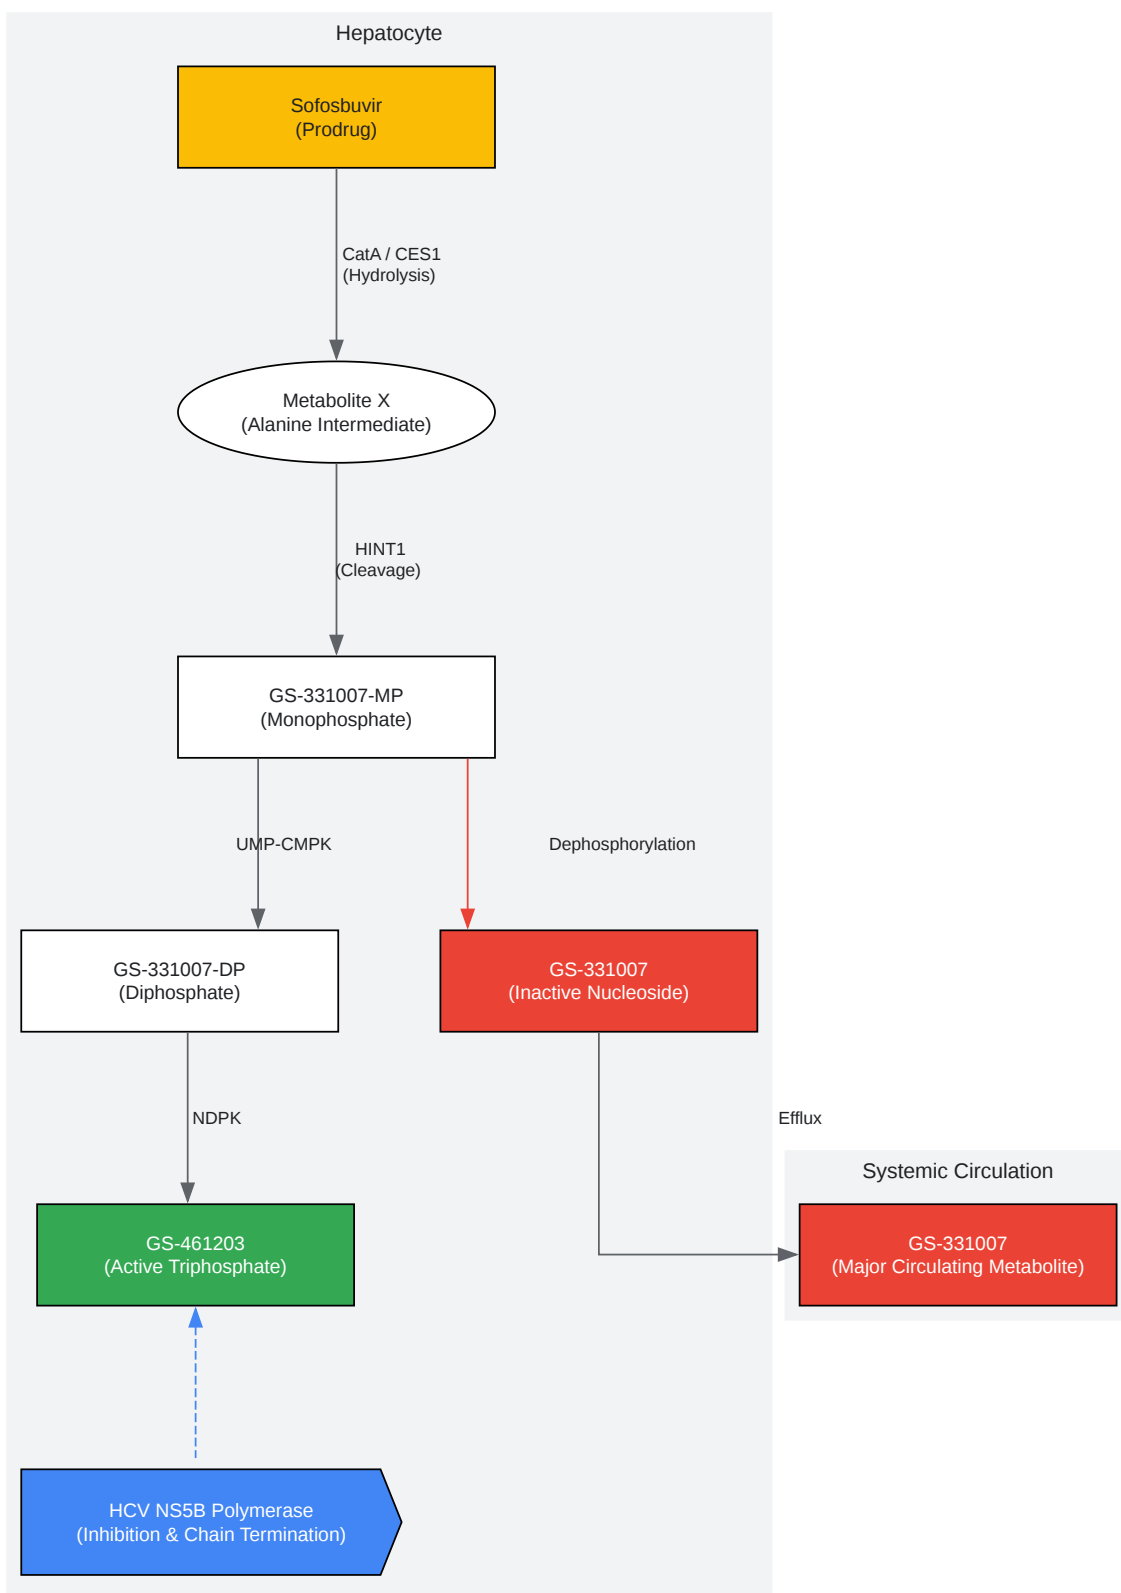 Hepatocyte
Sofosbuvir
(Prodrug)
CatA / CES1
(Hydrolysis)
Metabolite X
(Alanine Intermediate)
HINT1
(Cleavage)
GS-331007-MP
(Monophosphate)
UMP-CMPK
Dephosphorylation
GS-331007-DP
(Diphosphate)
GS-331007
(Inactive Nucleoside)
NDPK
Efflux
Systemic Circulation
GS-461203
(Active Triphosphate)
GS-331007
(Major Circulating Metabolite)
HCV NS5B Polymerase
(Inhibition & Chain Termination)